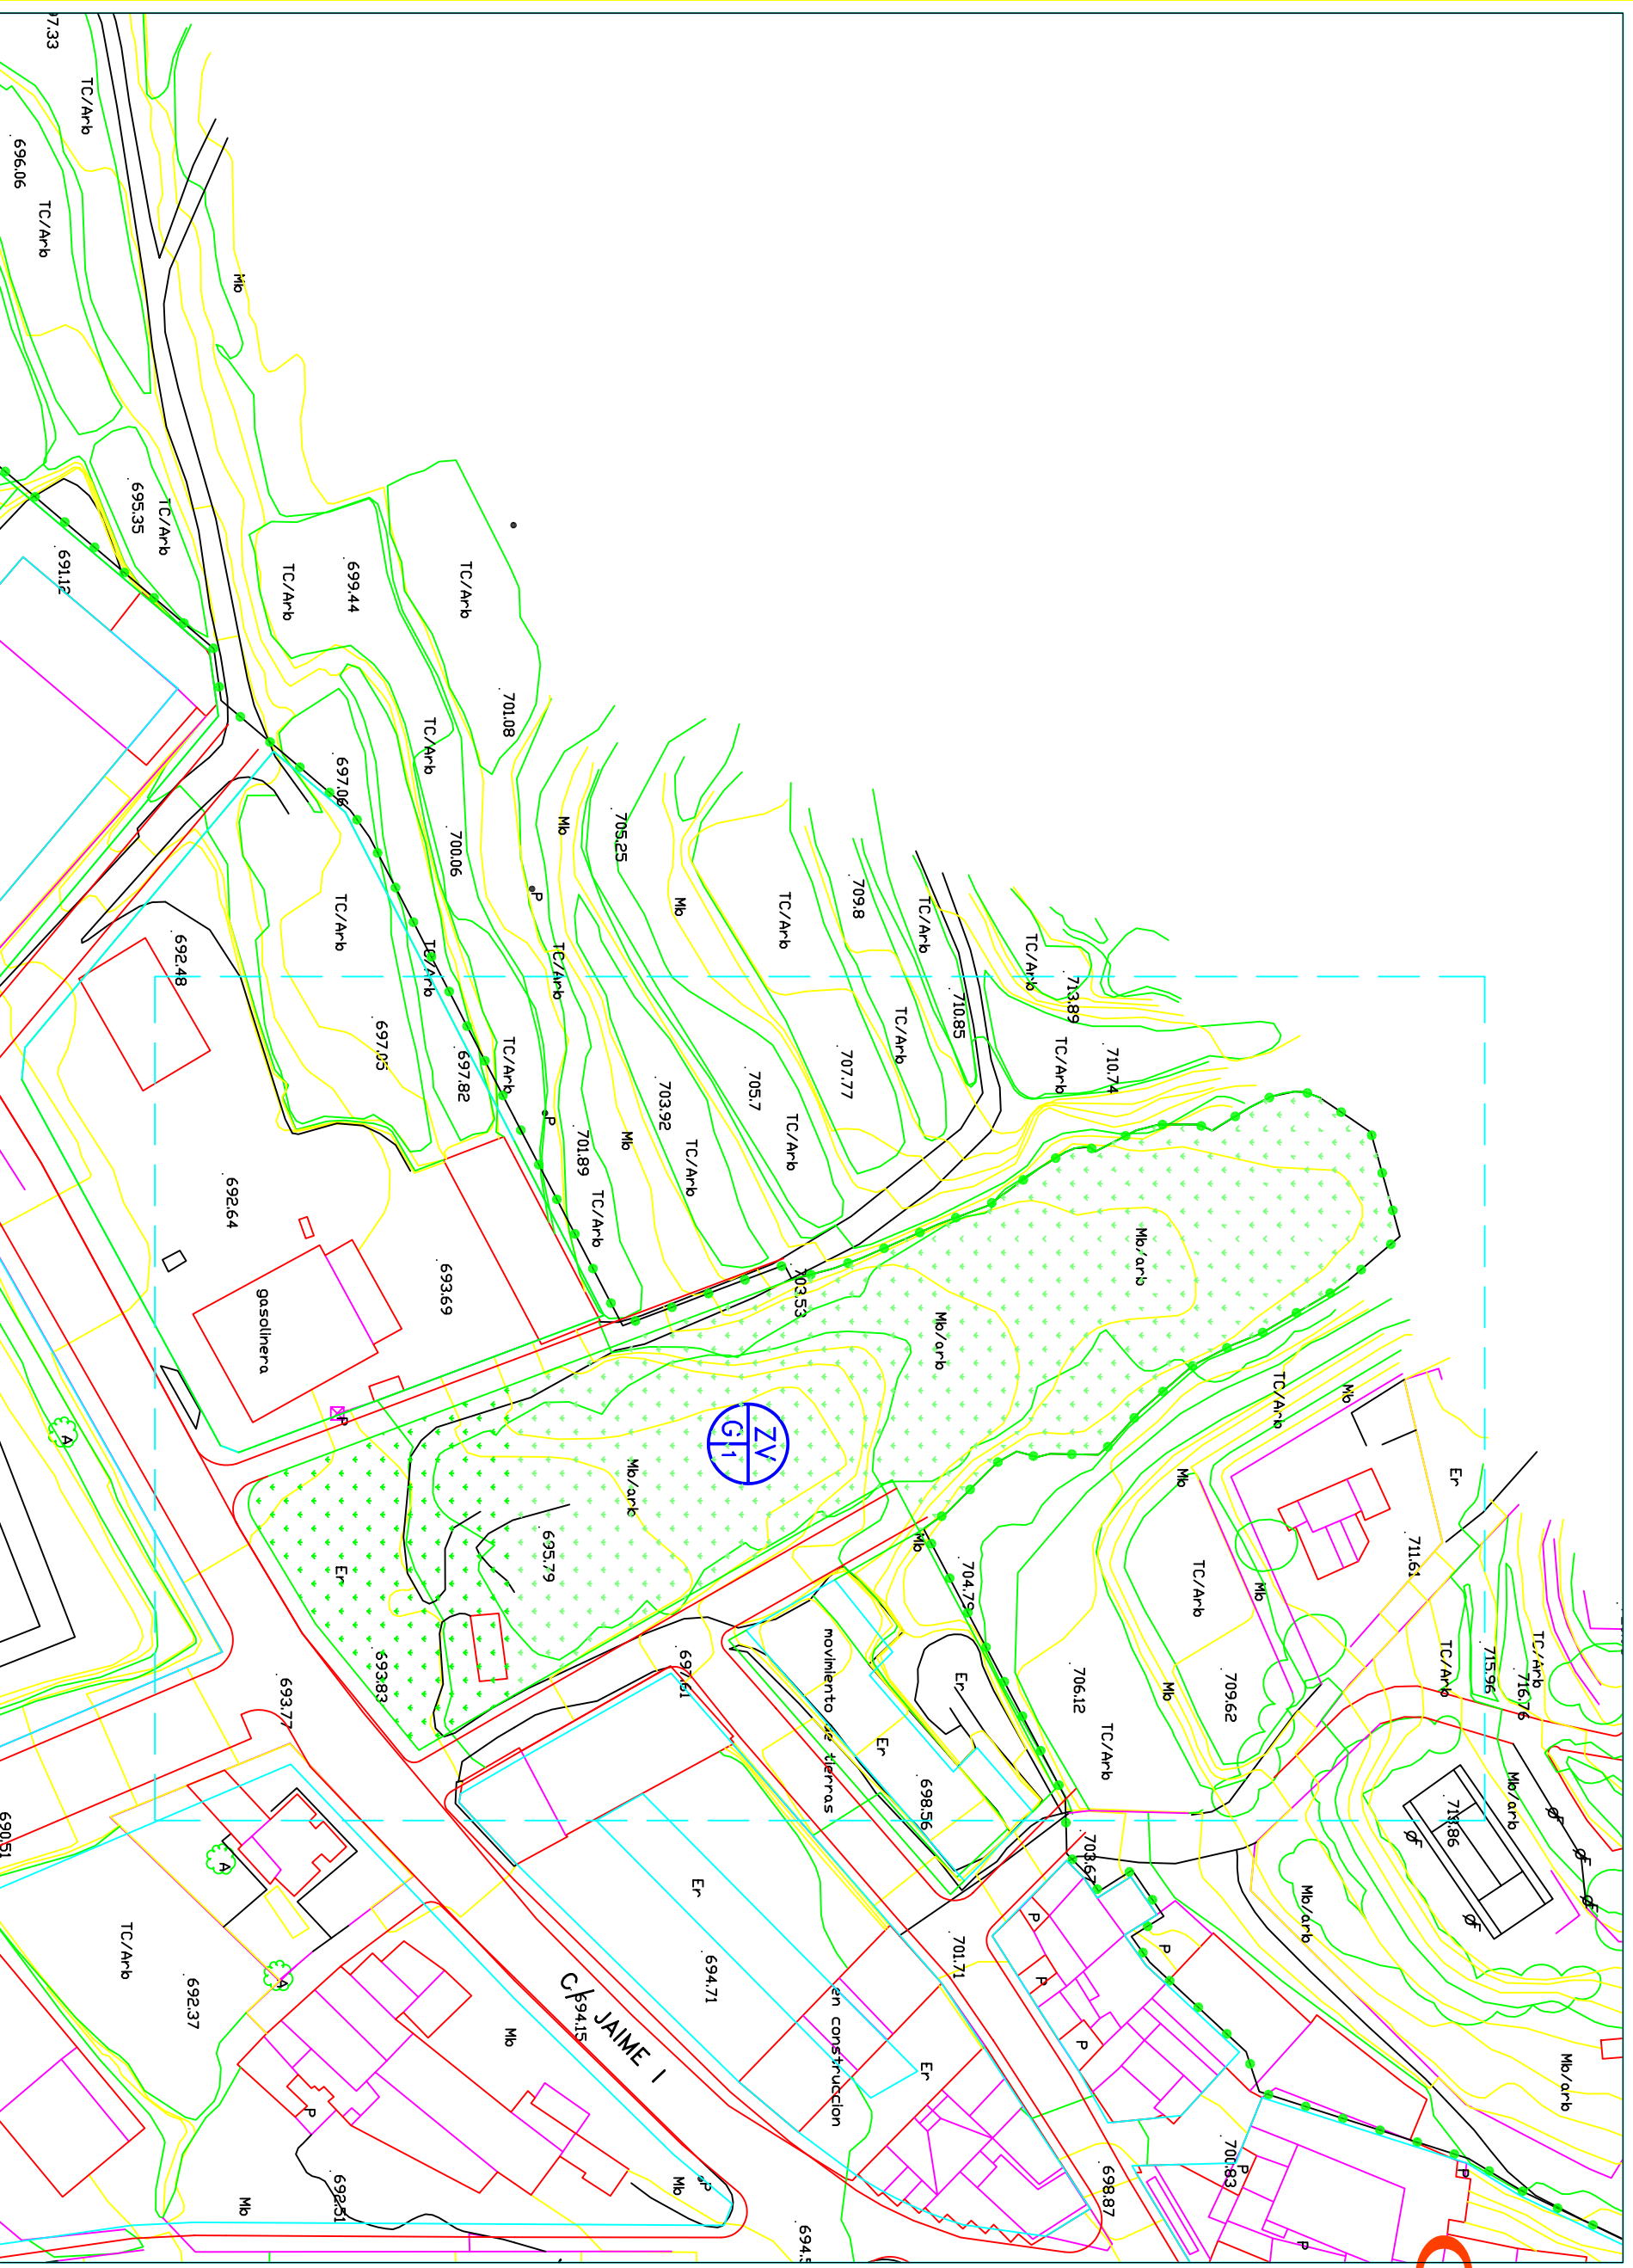 97.33
TC/Arb
696.06
TC/Arb
Mb
695.35
TC/Arb
691.12
TC/Arb
699.44
TC/Arb
701.08
TC/Arb
697.06
700.06
Mb
705.25
P
TC/Arb
TC/Arb
TC/Arb
692.48
697.05
697.82
TC/Arb
Mb
TC/Arb
709.8
TC/Arb
TC/Arb
713.89
710.85
TC/Arb
TC/Arb
710.74
707.77
705.7
703.92
TC/Arb
TC/Arb
Mb
P
701.89
TC/Arb
692.64
693.69
gasolinera
703.53
Mb/arb
Mb/arb
P
A
ZV
G 1
Mb/arb
695.79
Er
693.83
693.77
697.61
TC/Arb
Mb
Mb
Er
711.61
TC/Arb
Mb
Mb
704.79
706.12
709.62
Mb
TC/Arb
TC/Arb
715.96
TC/Arb
716.76
Er
movimiento de tierras
Er
698.56
713.86
Mb/arb
Mb/arb
Mb/arb
703.67
690.51
A
TC/Arb
A
692.37
Er
694.71
701.71
P
P
P
P
C/ JAIME I
694.15
Mb
en construccion
Er
P
692.51
Mb
Mb
P
694.5
698.87
700.83
P
P
P